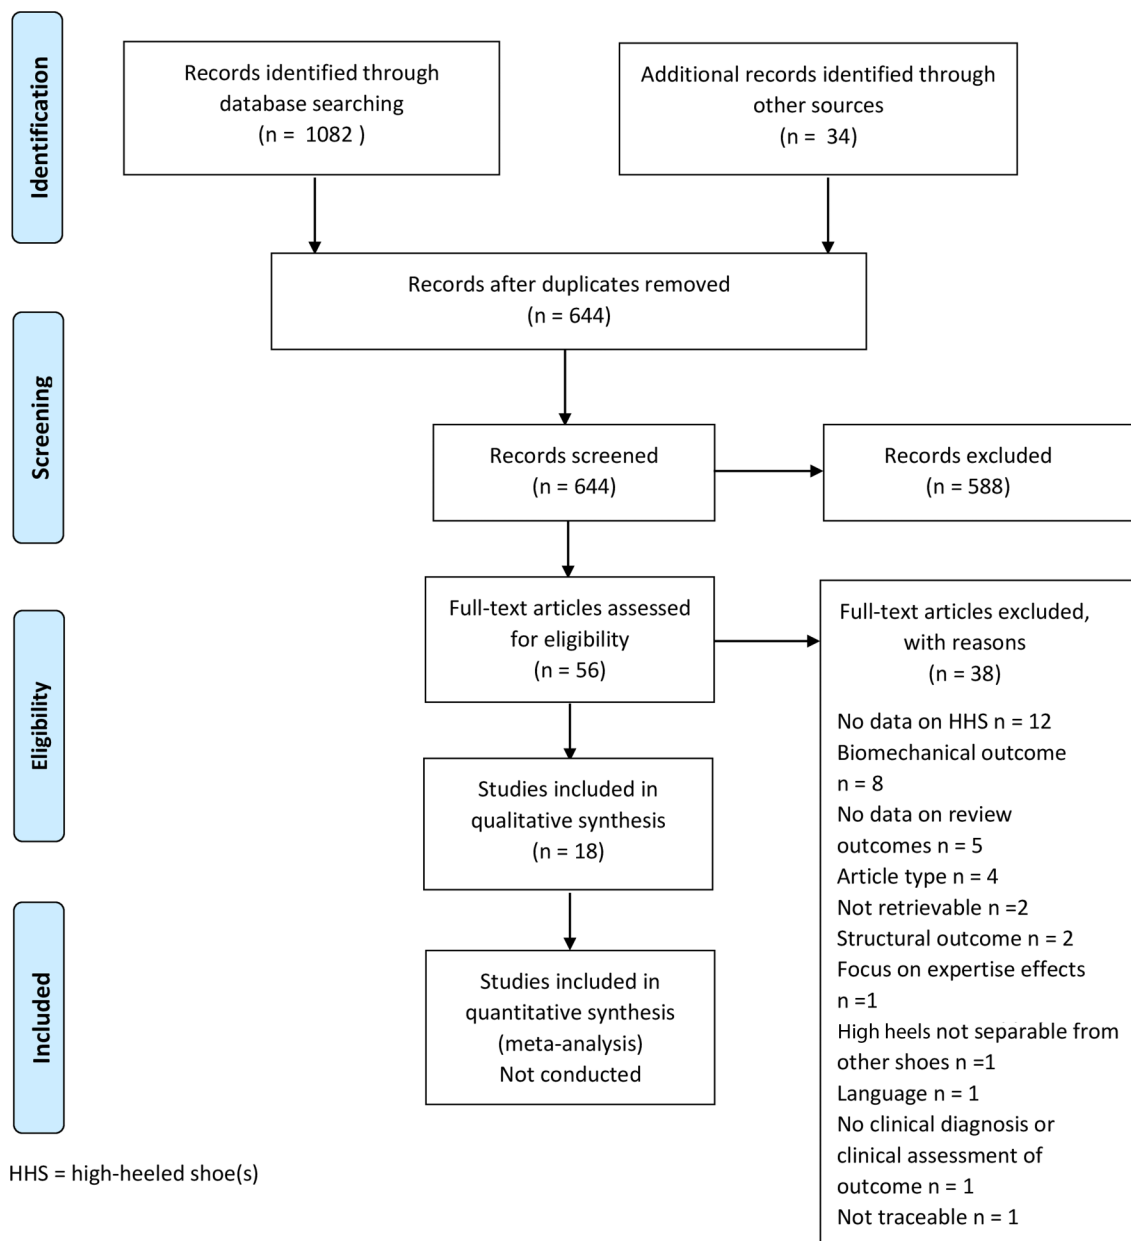 Identification
Records identified through
database searching
(n = 1082 )
Additional records identified through
other sources
(n = 34)
Records after duplicates removed
(n = 644)
Screening
Records screened
(n = 644)
Records excluded
(n = 588)
Eligibility
Full-text articles assessed
for eligibility
(n = 56)
Full-text articles excluded,
with reasons
(n = 38)
No data on HHS n = 12
Biomechanical outcome
n = 8
No data on review
outcomes n = 5
Article type n = 4
Not retrievable n =2
Structural outcome n = 2
Focus on expertise effects
n =1
High heels not separable from
other shoes n =1
Language n = 1
No clinical diagnosis or
clinical assessment of
outcome n = 1
Not traceable n = 1
Studies included in
qualitative synthesis
(n = 18)
Included
Studies included in
quantitative synthesis
(meta-analysis)
Not conducted
HHS = high-heeled shoe(s)